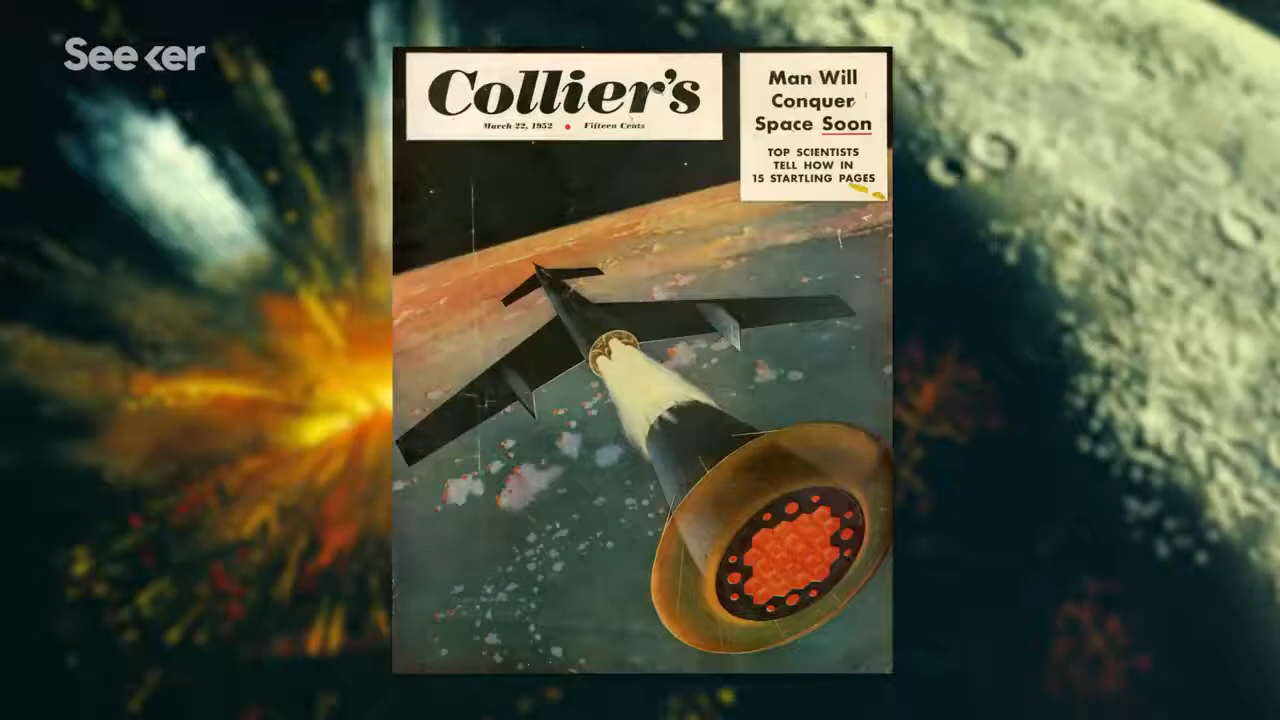 Seeker
Collier's
March 22, 1952 • Fifteen Cents
Man Will
Conquer
Space Soon
TOP SCIENTISTS
TELL HOW IN
15 STARTLING PAGES